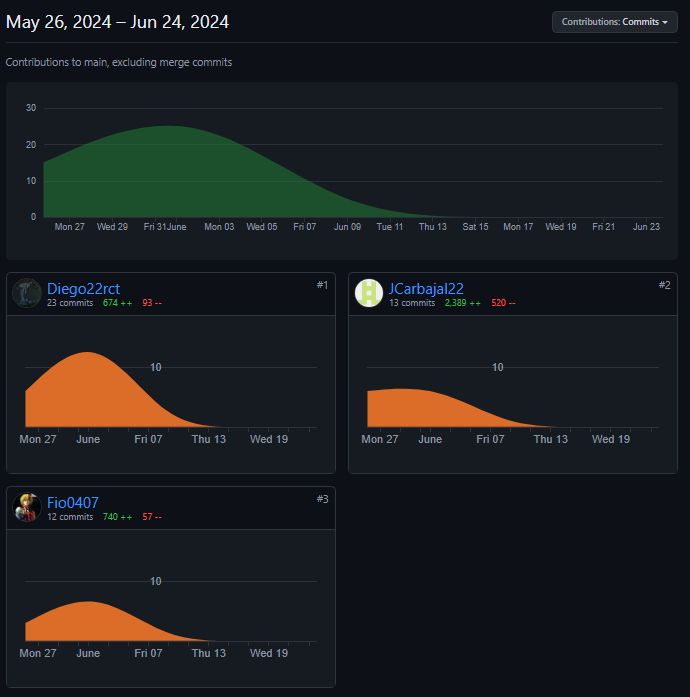 May 26, 2024 – Jun 24, 2024
Contributions: Commits
Contributions to main, excluding merge commits
30
20
10
0
Mon 27 Wed 29 Fri 31 June Mon 03 Wed 05 Fri 07 Jun 09 Tue 11 Thu 13 Sat 15 Mon 17 Wed 19 Fri 21 Jun 23
Diego22rct #1
23 commits 674 ++ 93 --
10
Mon 27 June Fri 07 Thu 13 Wed 19
JCarbajal22 #2
13 commits 2,389 ++ 520 --
10
Mon 27 June Fri 07 Thu 13 Wed 19
Fio0407 #3
12 commits 740 ++ 57 --
10
Mon 27 June Fri 07 Thu 13 Wed 19